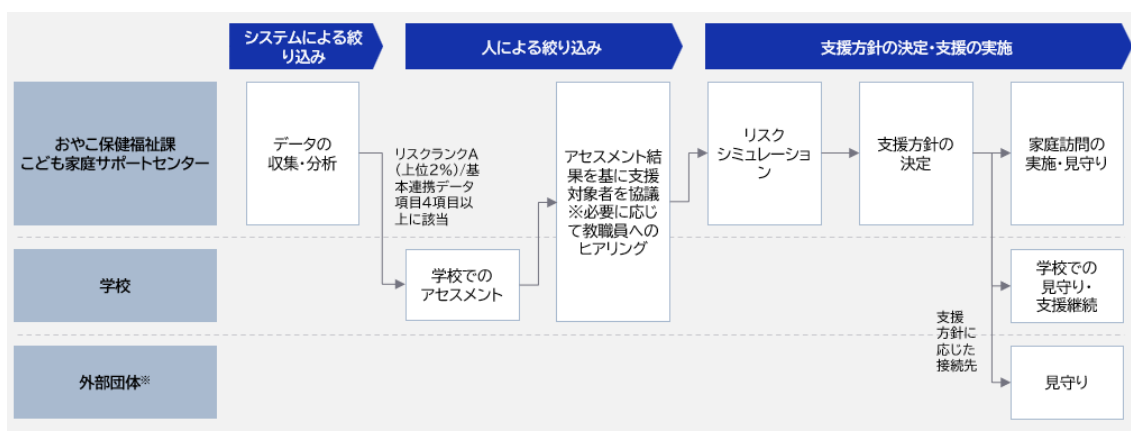 システムによる絞
り込み
人による絞り込み
支援方針の決定・支援の実施
おやこ保健福祉課
こども家庭サポートセンター
データの
収集・分析
リスクランクA
(上位2%)/基
本連携データ
項目4項目以
上に該当
アセスメント結
果を基に支援
対象者を協議
※必要に応じ
て教職員への
ヒアリング
リスク
シミュレーショ
ン
支援方針の
決定
家庭訪問の
実施・見守り
学校
学校での
アセスメント
学校での
見守り・
支援継続
支援
方針に
応じた
接続先
外部団体※
見守り